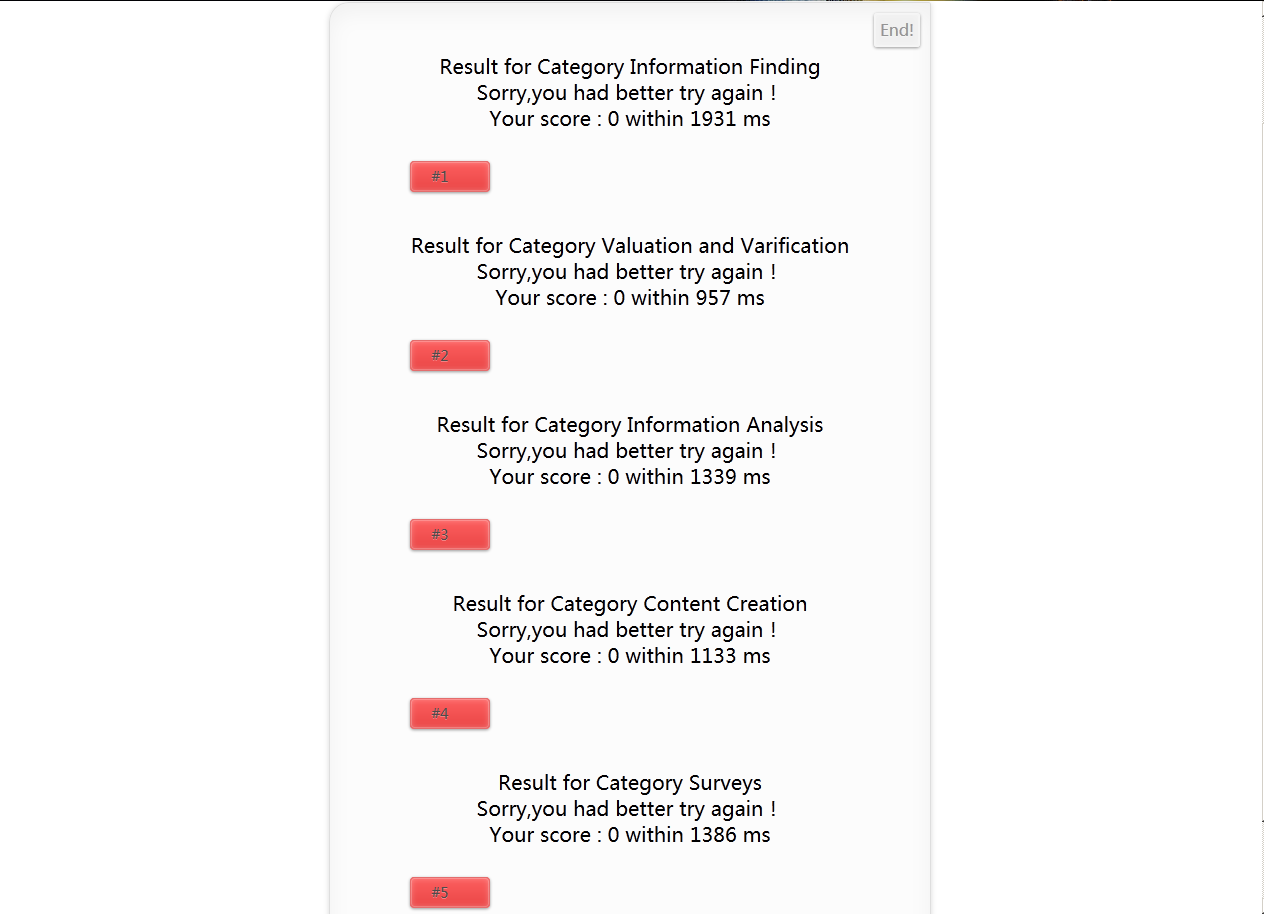 End!
Result for Category Information Finding
Sorry,you had better try again !
Your score : 0 within 1931 ms
#1
Result for Category Valuation and Varification
Sorry,you had better try again !
Your score : 0 within 957 ms
#2
Result for Category Information Analysis
Sorry,you had better try again !
Your score : 0 within 1339 ms
#3
Result for Category Content Creation
Sorry,you had better try again !
Your score : 0 within 1133 ms
#4
Result for Category Surveys
Sorry,you had better try again !
Your score : 0 within 1386 ms
#5